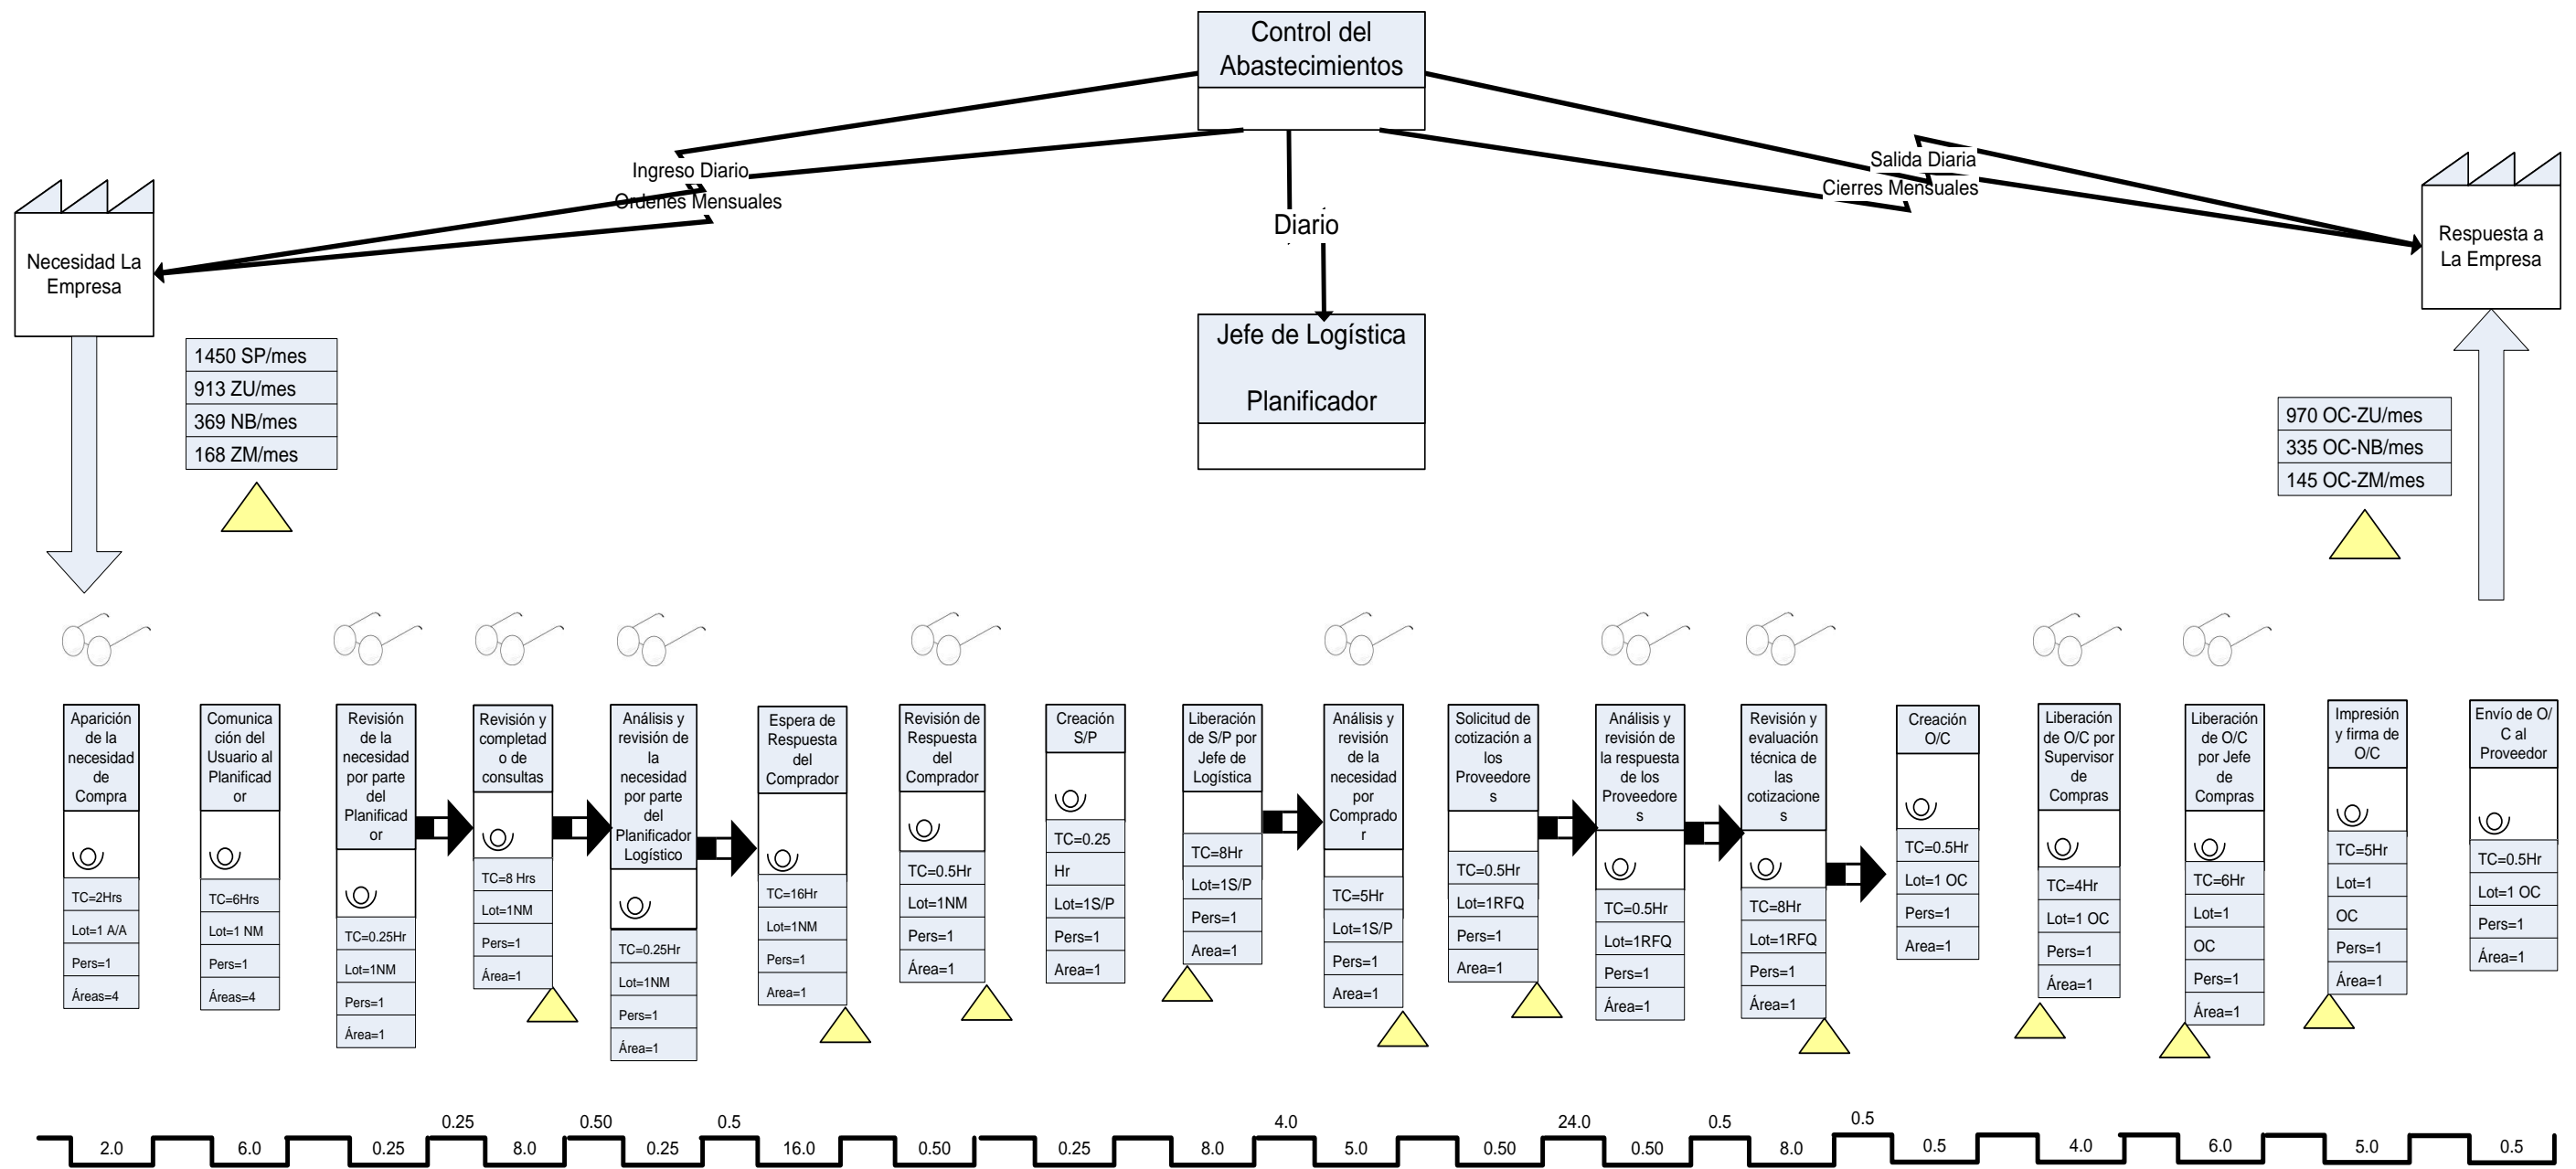 Control del
Abastecimientos
Ingreso Diario
Ordenes Mensuales
Salida Diaria
Cierres Mensuales
Diario
Necesidad La
Empresa
Respuesta a
La Empresa
Jefe de Logística
Planificador
1450 SP/mes
913 ZU/mes
369 NB/mes
168 ZM/mes
970 OC-ZU/mes
335 OC-NB/mes
145 OC-ZM/mes
Aparición
de la
necesidad
de
Compra
TC=2Hrs
Lot=1 A/A
Pers=1
Áreas=4
Comunica
ción del
Usuario al
Planificad
or
TC=6Hrs
Lot=1 NM
Pers=1
Áreas=4
Revisión
de la
necesidad
por parte
del
Planificad
or
TC=0.25Hr
Lot=1NM
Pers=1
Área=1
Revisión y
completad
o de
consultas
TC=8 Hrs
Lot=1NM
Pers=1
Área=1
Análisis y
revisión de
la
necesidad
por parte
del
Planificador
Logístico
TC=0.25Hr
Lot=1NM
Pers=1
Área=1
Espera de
Respuesta
del
Comprador
TC=16Hr
Lot=1NM
Pers=1
Area=1
Revisión de
Respuesta
del
Comprador
TC=0.5Hr
Lot=1NM
Pers=1
Área=1
Creación
S/P
TC=0.25
Hr
Lot=1S/P
Pers=1
Area=1
Liberación
de S/P por
Jefe de
Logística
TC=8Hr
Lot=1S/P
Pers=1
Area=1
Análisis y
revisión
de la
necesidad
por
Comprado
r
TC=5Hr
Lot=1S/P
Pers=1
Area=1
Solicitud de
cotización a
los
Proveedore
s
TC=0.5Hr
Lot=1RFQ
Pers=1
Area=1
Análisis y
revisión de
la respuesta
de los
Proveedore
s
TC=0.5Hr
Lot=1RFQ
Pers=1
Área=1
Revisión y
evaluación
técnica de
las
cotizacione
s
TC=8Hr
Lot=1RFQ
Pers=1
Área=1
Creación
O/C
TC=0.5Hr
Lot=1 OC
Pers=1
Area=1
Liberación
de O/C por
Supervisor
de
Compras
TC=4Hr
Lot=1 OC
Pers=1
Área=1
Liberación
de O/C
por Jefe
de
Compras
TC=6Hr
Lot=1
OC
Pers=1
Área=1
Impresión
y firma de
O/C
TC=5Hr
Lot=1
OC
Pers=1
Área=1
Envío de O/
C al
Proveedor
TC=0.5Hr
Lot=1 OC
Pers=1
Área=1
0.25 0.50 0.5 4.0 24.0 0.5 0.5
2.0 6.0 0.25 8.0 0.25 16.0 0.50 0.25 8.0 5.0 0.50 0.50 8.0 0.5 4.0 6.0 5.0 0.5